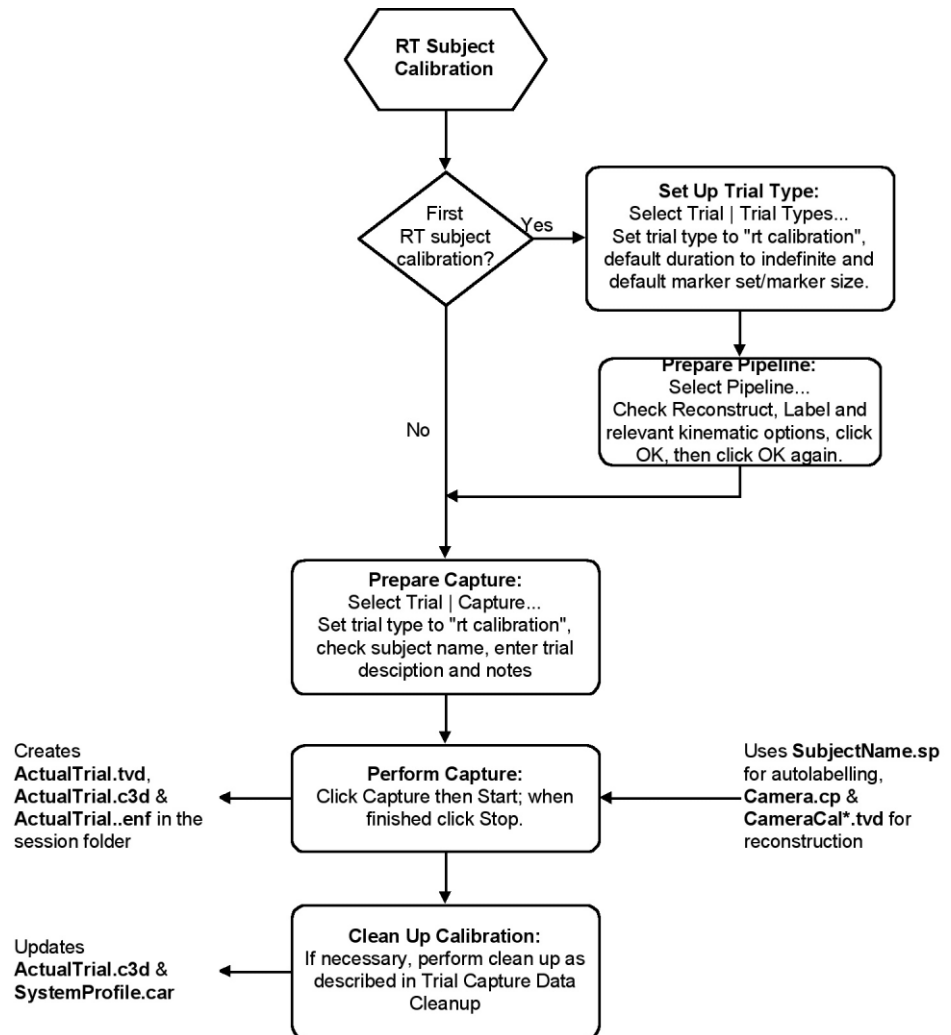 RT Subject
Calibration
First
RT subject
calibration?
Yes
Set Up Trial Type:
Select Trial | Trial Types...
Set trial type to "rt calibration",
default duration to indefinite and
default marker set/marker size.
Prepare Pipeline:
Select Pipeline...
Check Reconstruct, Label and
relevant kinematic options, click
OK, then click OK again.
No
Prepare Capture:
Select Trial | Capture...
Set trial type to "rt calibration",
check subject name, enter trial
desciption and notes
Creates
ActualTrial.tvd,
ActualTrial.c3d &
ActualTrial..enf in the
session folder
Perform Capture:
Click Capture then Start; when
finished click Stop.
Uses SubjectName.sp
for autolabelling,
Camera.cp &
CameraCal*.tvd for
reconstruction
Updates
ActualTrial.c3d &
SystemProfile.car
Clean Up Calibration:
If necessary, perform clean up as
described in Trial Capture Data
Cleanup